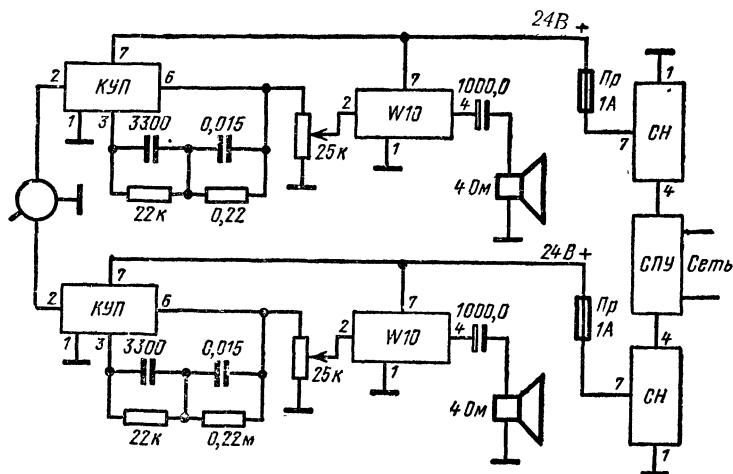 24В +
7
2 КУП 6
1 3
3300 0,015
22к 0,22
25к
7
2 W10 4
1
1000,0
4 Ом
Пр
1А
1
7 СН
4
СПУ Сеть
24В +
7
2 КУП 6
1 3
3300 0,015
22к 0,22м
25к
7
2 W10 4
1
1000,0
4 Ом
Пр
1А
4
7 СН
1